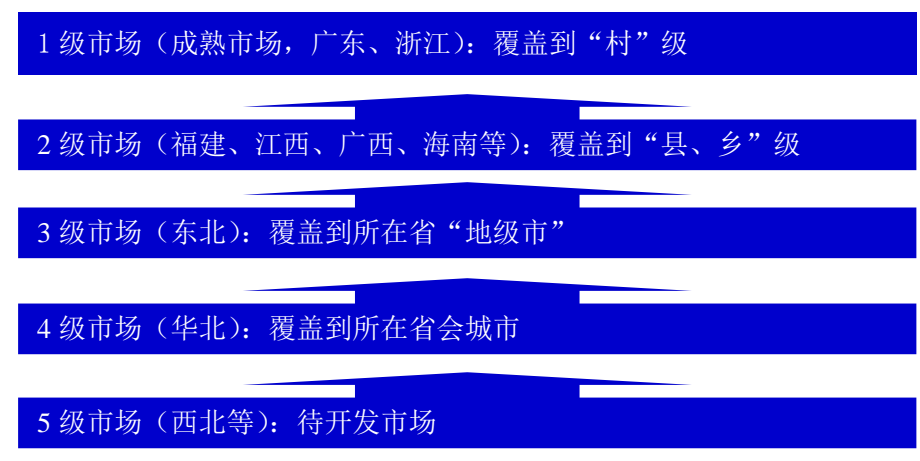 1 级市场（成熟市场，广东、浙江）：覆盖到“村”级
2 级市场（福建、江西、广西、海南等）：覆盖到“县、乡”级
3 级市场（东北）：覆盖到所在省“地级市”
4 级市场（华北）：覆盖到所在省会城市
5 级市场（西北等）：待开发市场